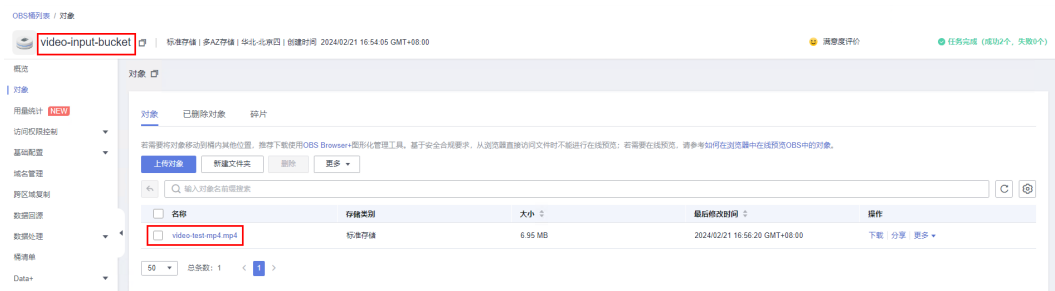 OBS桶列表 / 对象
video-input-bucket | 标准存储 | 多AZ存储 | 华北-北京四 | 创建时间 2024/02/21 16:54:05 GMT+08:00 满意度评价 任务完成 (成功2个, 失败0个)
概览
对象
用量统计 NEW
访问权限控制
基础配置
域名管理
跨区域复制
数据回源
数据处理
桶清单
Data+
对象
对象 已删除对象 碎片
若需要将对象移动到桶内其他位置，推荐下载使用OBS Browser+图形化管理工具。基于安全合规要求，从浏览器直接访问文件时不能进行在线预览；若需要在线预览，请参考如何在浏览器中在线预览OBS中的对象。
上传对象 新建文件夹 删除 更多
输入对象名前缀搜索
名称 存储类别 大小 最后修改时间 操作
video-test-mp4.mp4 标准存储 6.95 MB 2024/02/21 16:56:20 GMT+08:00 下载 分享 更多
50 总条数: 1 < 1 >